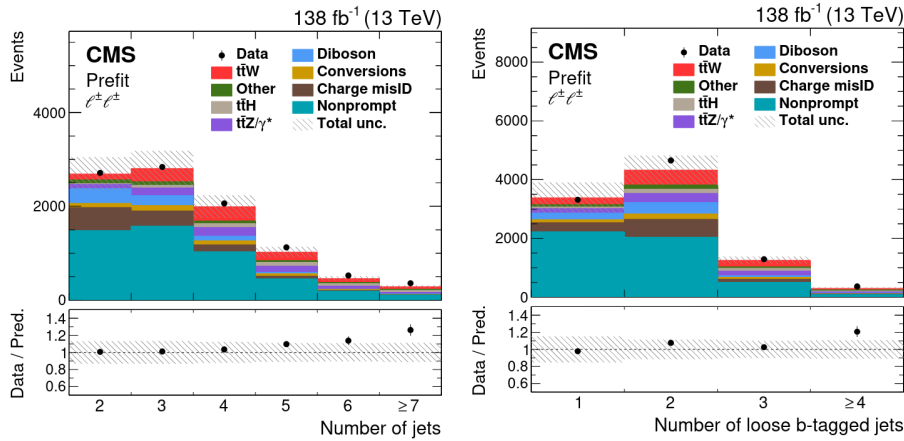 138 fb⁻¹ (13 TeV)
Events
CMS
Prefit
ℓ±ℓ±
Data
tt̄W
Other
tt̄H
tt̄Z/γ*
Diboson
Conversions
Charge misID
Nonprompt
Total unc.
4000
2000
0
Data / Pred.
1.4
1.2
1
0.8
0.6
2 3 4 5 6 ≥7
Number of jets
138 fb⁻¹ (13 TeV)
Events
CMS
Prefit
ℓ±ℓ±
Data
tt̄W
Other
tt̄H
tt̄Z/γ*
Diboson
Conversions
Charge misID
Nonprompt
Total unc.
8000
6000
4000
2000
0
Data / Pred.
1.4
1.2
1
0.8
0.6
1 2 3 ≥4
Number of loose b-tagged jets